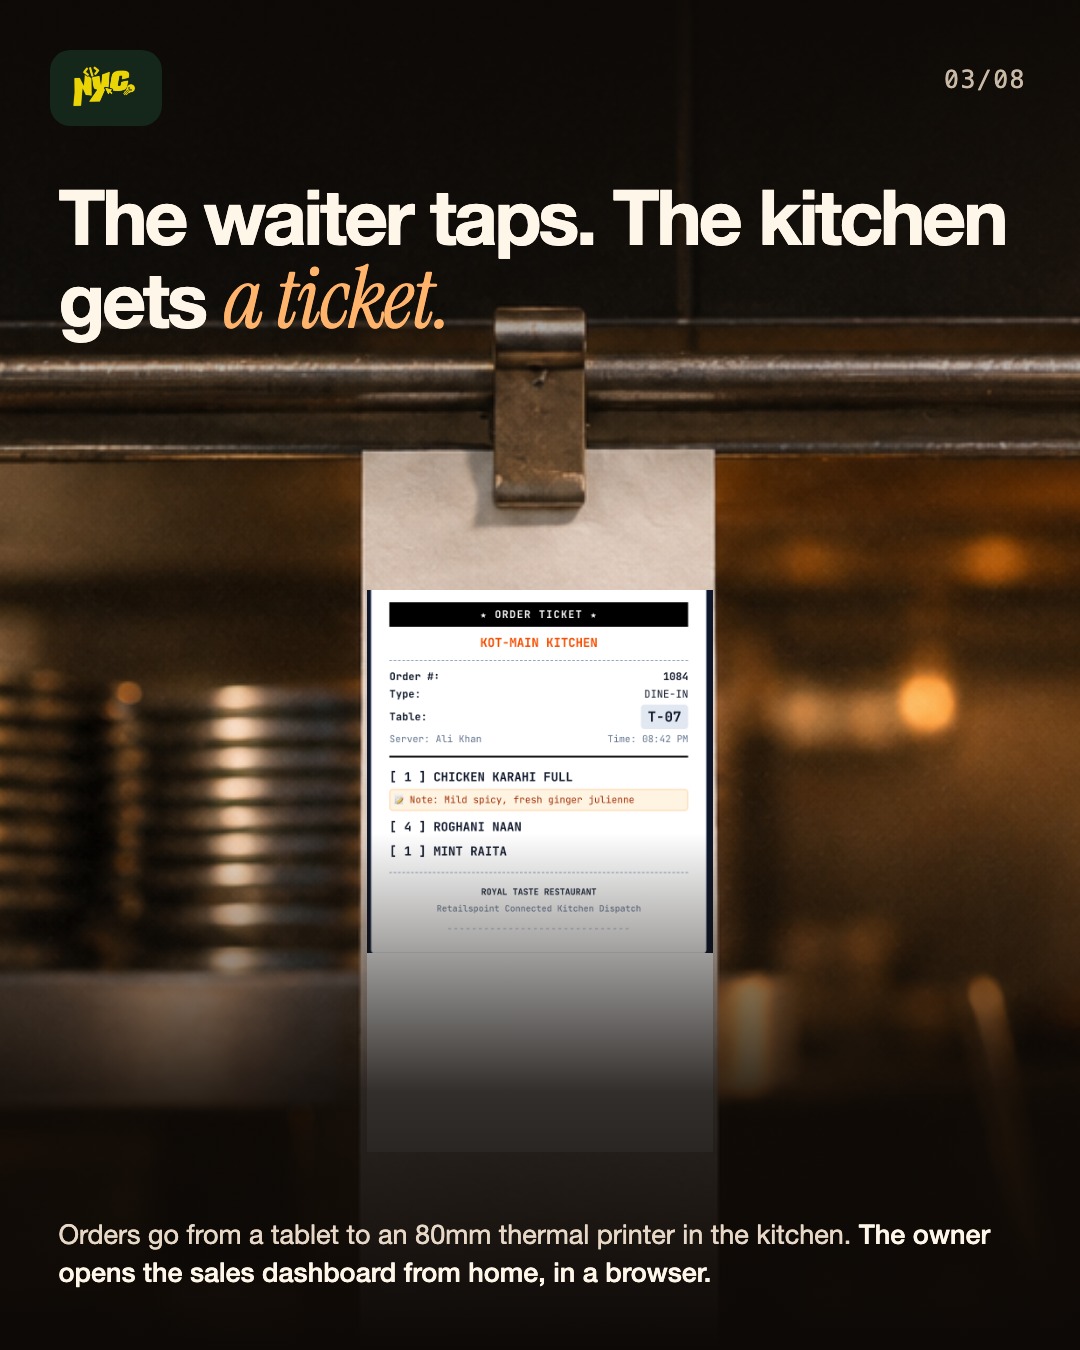 NYC
03/08
The waiter taps. The kitchen
gets a ticket.
★ ORDER TICKET ★
KOT-MAIN KITCHEN
Order #: 1084
Type: DINE-IN
Table: T-07
Server: Ali Khan Time: 08:42 PM
[ 1 ] CHICKEN KARAHI FULL
Note: Mild spicy, fresh ginger julienne
[ 4 ] ROGHANI NAAN
[ 1 ] MINT RAITA
ROYAL TASTE RESTAURANT
Retailspoint Connected Kitchen Dispatch
Orders go from a tablet to an 80mm thermal printer in the kitchen. The owner
opens the sales dashboard from home, in a browser.